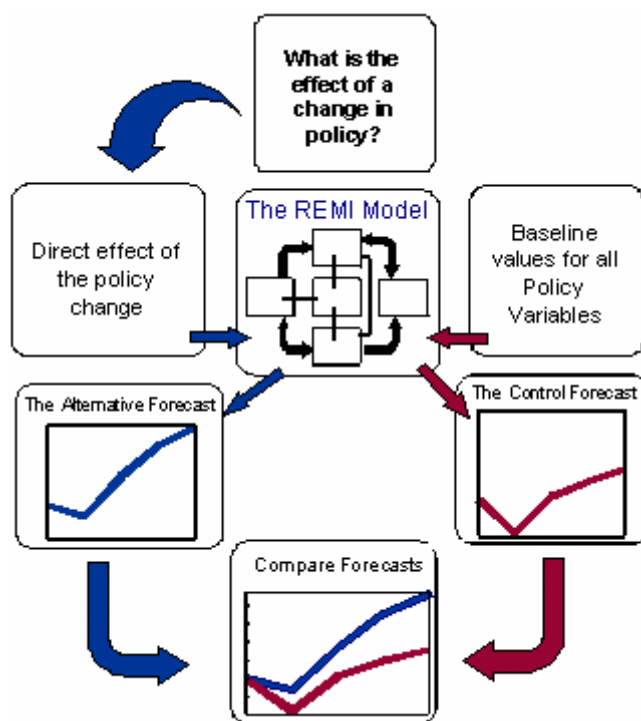 What is the
effect of a
change in
policy?
Direct effect of
the policy
change
The REMI Model
Baseline
values for all
Policy
Variables
The Alternative Forecast
The Control Forecast
Compare Forecasts